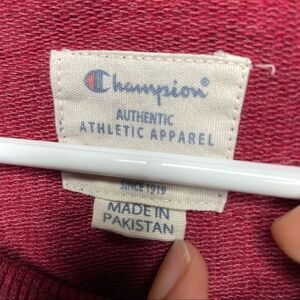 Champion
AUTHENTIC
ATHLETIC APPAREL
SINCE 1919
MADE IN
PAKISTAN